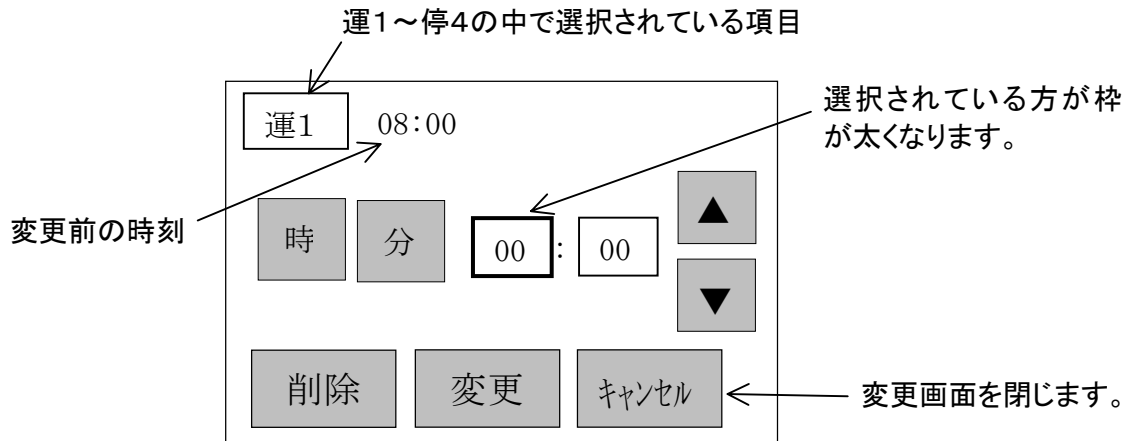 運1～停4の中で選択されている項目
選択されている方が枠
が太くなります。
運1 08:00
変更前の時刻
時 分 00 : 00 ▲
▼
削除 変更 キャンセル
変更画面を閉じます。